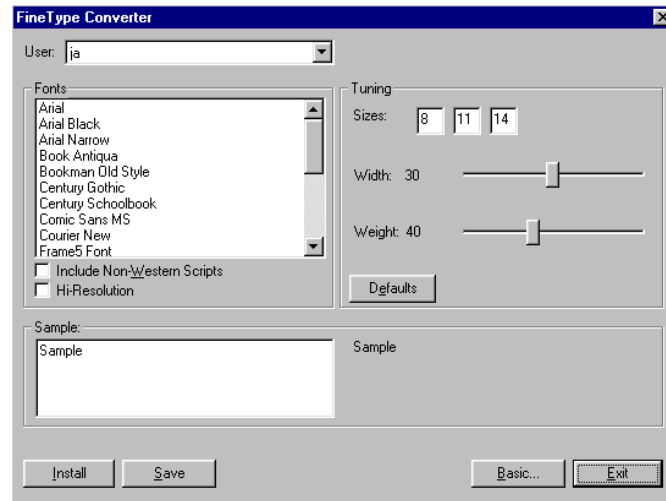 FineType Converter
User: ja
Fonts
Arial
Arial Black
Arial Narrow
Book Antiqua
Bookman Old Style
Century Gothic
Century Schoolbook
Comic Sans MS
Courier New
Frame5 Font
Include Non-Western Scripts
Hi-Resolution
Tuning
Sizes: 8 11 14
Width: 30
Weight: 40
Defaults
Sample:
Sample
Sample
Install
Save
Basic...
Exit